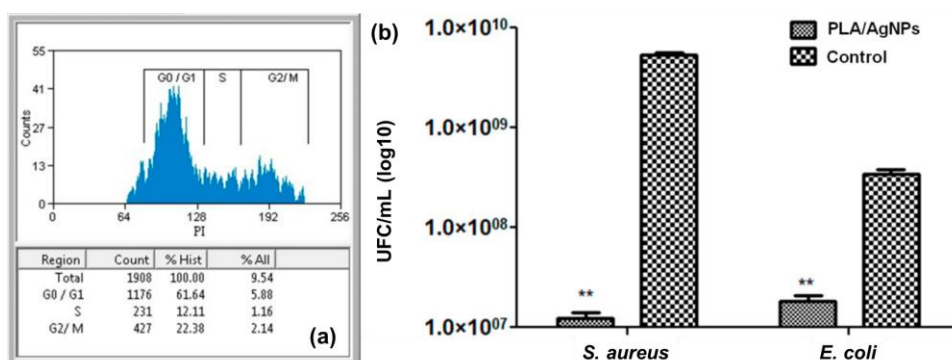 55
41
27
13
0
Counts
G0 / G1 S G2/ M
0 64 128 192 256
PI
Region Count % Hist % All
Total 1908 100.00 9.54
G0 / G1 1176 61.64 5.88
S 231 12.11 1.16
G2/ M 427 22.38 2.14
(a)
(b)
UFC/mL (log10)
1.0×10¹⁰
1.0×10⁰⁹
1.0×10⁰⁸
1.0×10⁰⁷
PLA/AgNPs
Control
**
**
S. aureus E. coli